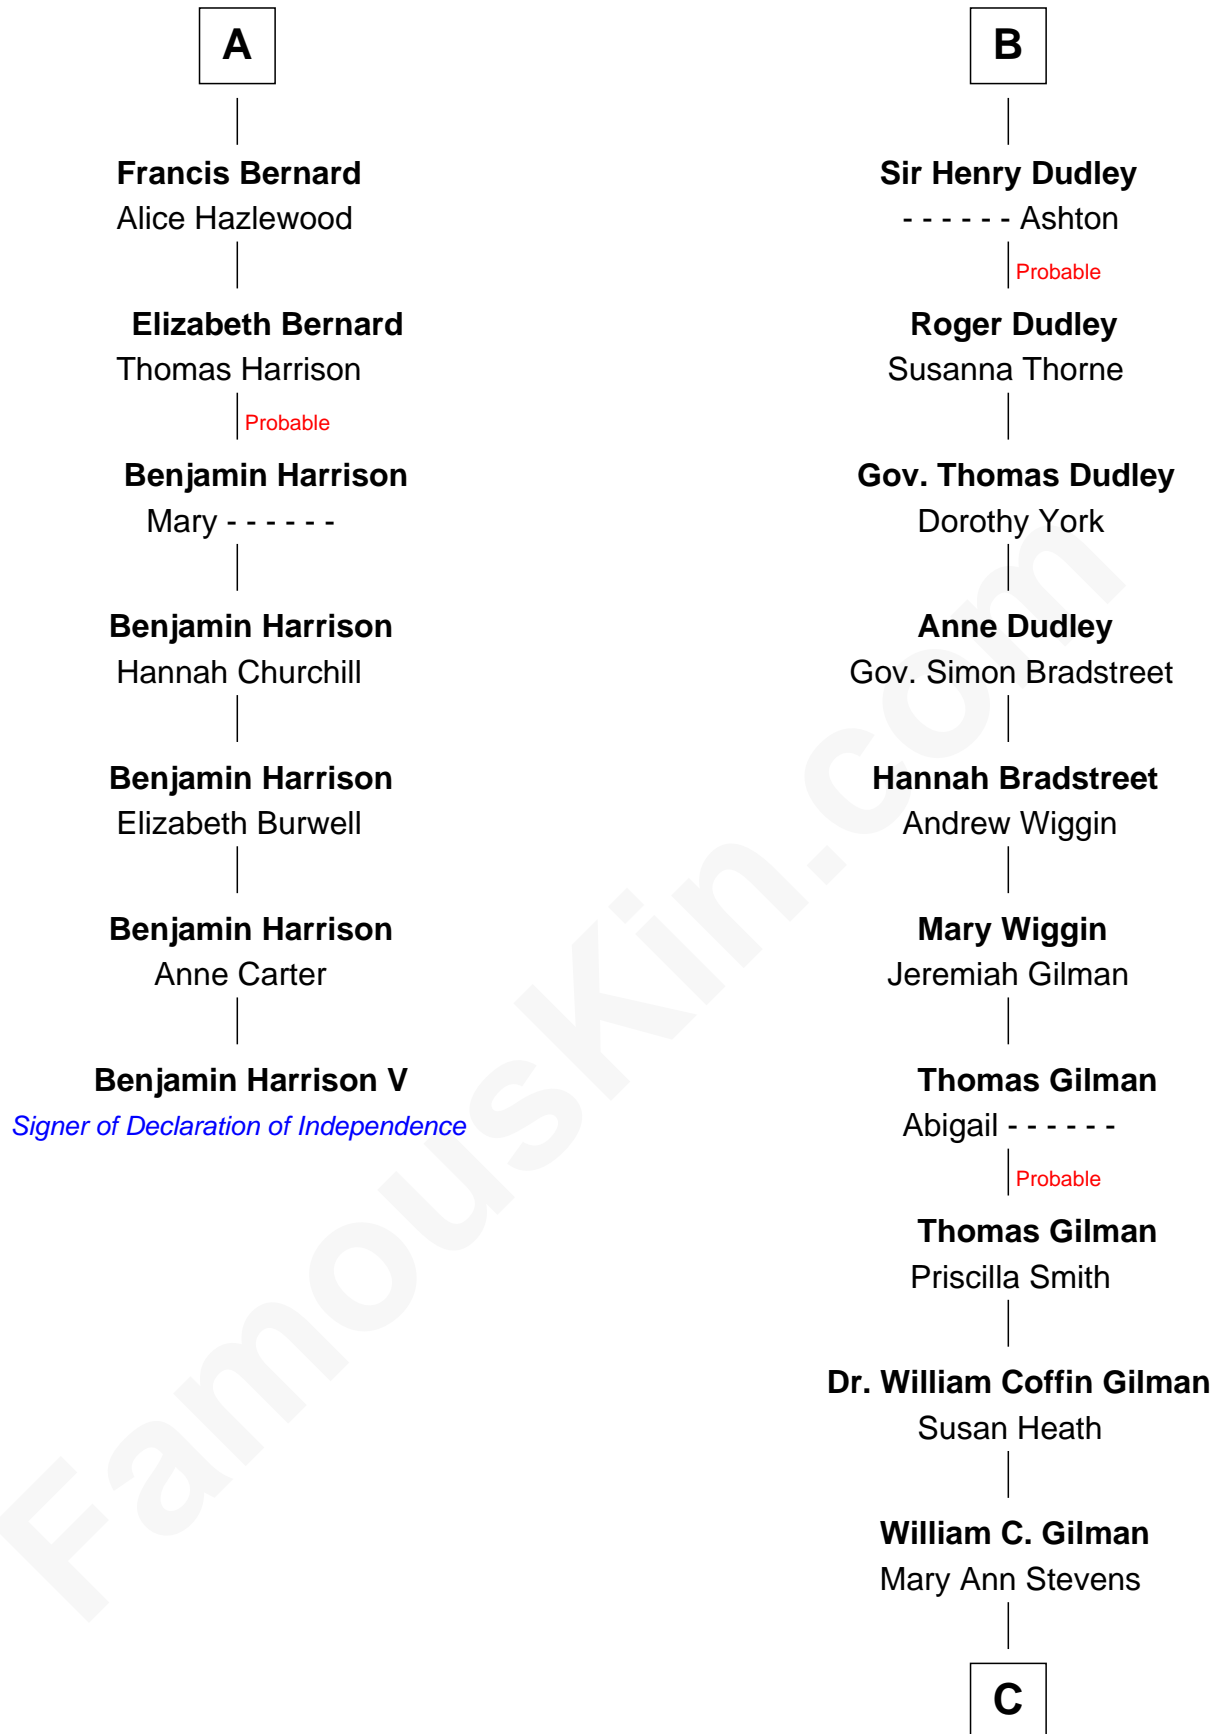 A
Francis Bernard
Alice Hazlewood
Elizabeth Bernard
Thomas Harrison
Probable
Benjamin Harrison
Mary - - - - - -
Benjamin Harrison
Hannah Churchill
Benjamin Harrison
Elizabeth Burwell
Benjamin Harrison
Anne Carter
Benjamin Harrison V
Signer of Declaration of Independence
B
Sir Henry Dudley
- - - - - - Ashton
Probable
Roger Dudley
Susanna Thorne
Gov. Thomas Dudley
Dorothy York
Anne Dudley
Gov. Simon Bradstreet
Hannah Bradstreet
Andrew Wiggin
Mary Wiggin
Jeremiah Gilman
Thomas Gilman
Abigail - - - - - -
Probable
Thomas Gilman
Priscilla Smith
Dr. William Coffin Gilman
Susan Heath
William C. Gilman
Mary Ann Stevens
C
FamousKin.com